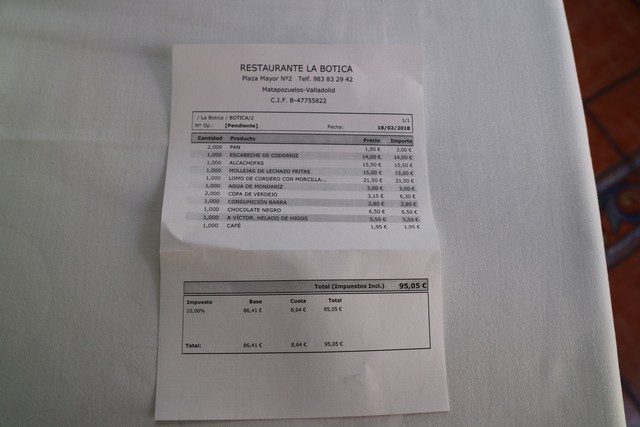 RESTAURANTE LA BOTICA
Plaza Mayor Nº2 Telf: 983 83 29 42
Matapozuelos-Valladolid
C.I.F. B-47755822
/ La Botica / BOTICA/2 1/1
Nº Op.: [Pendiente] Fecha: 18/02/2018
Cantidad Producto Precio Importe
2,000 PAN 1,50 € 3,00 €
1,000 ESCABECHE DE CODORNIZ 14,00 € 14,00 €
1,000 ALCACHOFAS 15,50 € 15,50 €
1,000 MOLLEJAS DE LECHAZO FRITAS 15,00 € 15,00 €
1,000 LOMO DE CORDERO CON MORCILLA... 21,50 € 21,50 €
1,000 AGUA DE MONDARIZ 3,00 € 3,00 €
2,000 COPA DE VERDEJO 3,15 € 6,30 €
1,000 CONSUMICIÓN BARRA 2,80 € 2,80 €
1,000 CHOCOLATE NEGRO 6,50 € 6,50 €
1,000 A VÍCTOR, HELADO DE HIGOS 5,50 € 5,50 €
1,000 CAFÉ 1,95 € 1,95 €
Total (Impuestos Incl.) 95,05 €
Impuesto Base Cuota Total
10,00% 86,41 € 8,64 € 95,05 €
Total: 86,41 € 8,64 € 95,05 €